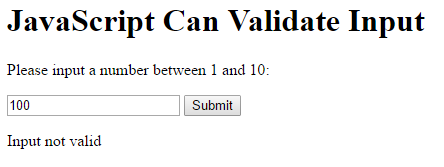 JavaScript Can Validate Input
Please input a number between 1 and 10:
100 Submit
Input not valid